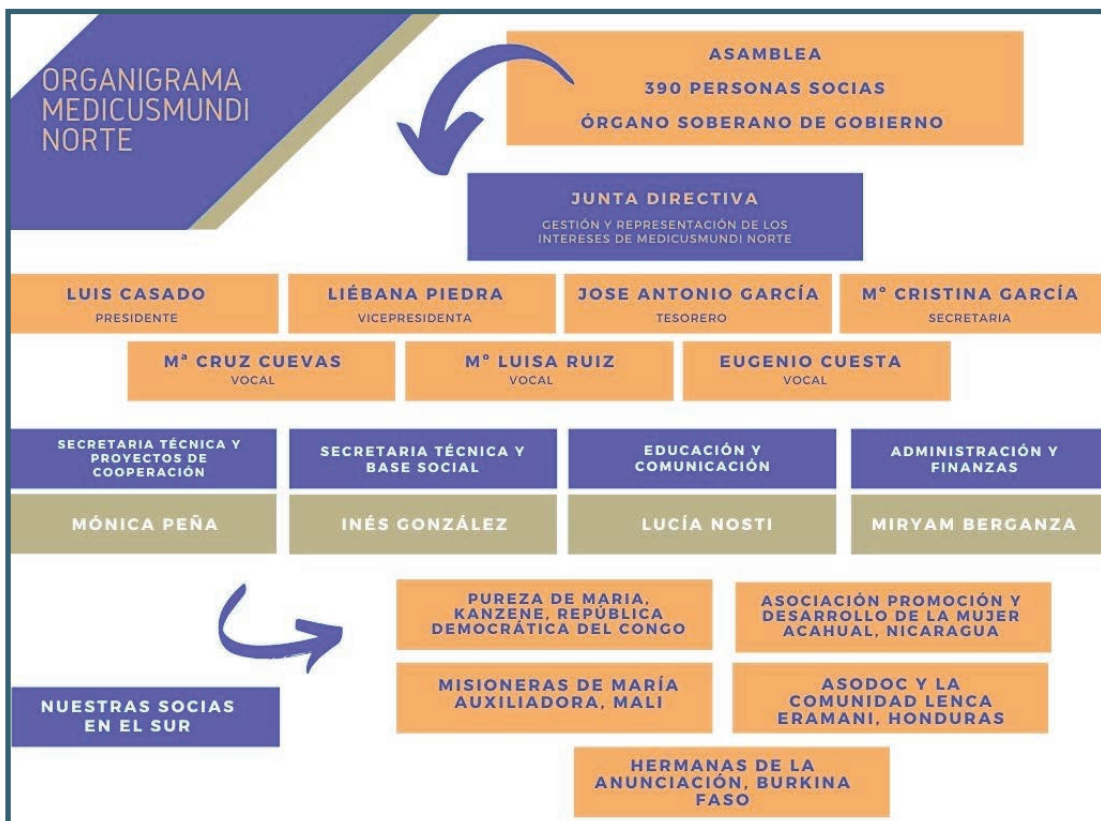 ORGANIGRAMA
MEDICUSMUNDI
NORTE
ASAMBLEA
390 PERSONAS SOCIAS
ÓRGANO SOBERANO DE GOBIERNO
JUNTA DIRECTIVA
GESTIÓN Y REPRESENTACIÓN DE LOS
INTERESES DE MEDICUSMUNDI NORTE
LUIS CASADO
PRESIDENTE
LIÉBANA PIEDRA
VICEPRESIDENTA
JOSE ANTONIO GARCÍA
TESORERO
Mº CRISTINA GARCÍA
SECRETARIA
Mª CRUZ CUEVAS
VOCAL
Mº LUISA RUIZ
VOCAL
EUGENIO CUESTA
VOCAL
SECRETARIA TÉCNICA Y
PROYECTOS DE
COOPERACIÓN
MÓNICA PEÑA
SECRETARIA TÉCNICA Y
BASE SOCIAL
INÉS GONZÁLEZ
EDUCACIÓN Y
COMUNICACIÓN
LUCÍA NOSTI
ADMINISTRACIÓN Y
FINANZAS
MIRYAM BERGANZA
NUESTRAS SOCIAS
EN EL SUR
PUREZA DE MARIA,
KANZENE, REPÚBLICA
DEMOCRÁTICA DEL CONGO
ASOCIACIÓN PROMOCIÓN Y
DESARROLLO DE LA MUJER
ACAHUAL, NICARAGUA
MISIONERAS DE MARÍA
AUXILIADORA, MALI
ASODOC Y LA
COMUNIDAD LENCA
ERAMANI, HONDURAS
HERMANAS DE LA
ANUNCIACIÓN, BURKINA
FASO